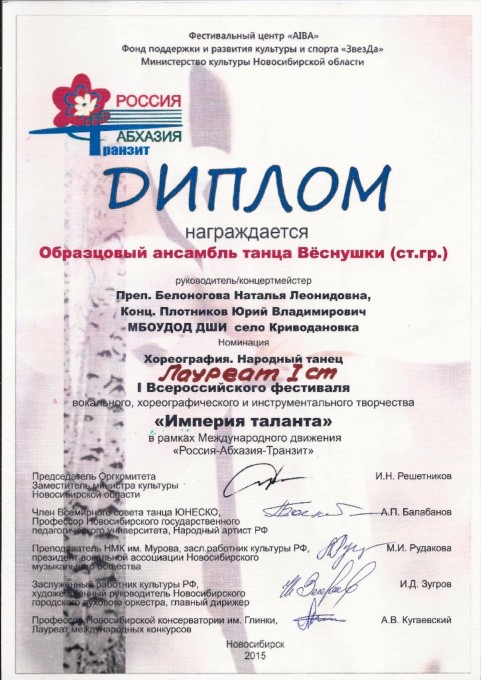 Фестивальный центр «AIBA»
Фонд поддержки и развития культуры и спорта «ЗвезДа»
Министерство культуры Новосибирской области
РОССИЯ
АБХАЗИЯ
Транзит
ДИПЛОМ
награждается
Образцовый ансамбль танца Вёснушки (ст.гр.)
руководитель/концертмейстер
Преп. Белоногова Наталья Леонидовна,
Конц. Плотников Юрий Владимирович
МБОУДОД ДШИ село Криводановка
Номинация
Хореография. Народный танец
Лауреат I ст
I Всероссийского фестиваля
вокального, хореографического и инструментального творчества
«Империя таланта»
в рамках Международного движения
«Россия-Абхазия-Транзит»
Председатель Оргкомитета
Заместитель министра культуры
Новосибирской области
И.Н. Решетников
Член Всемирного совета танца ЮНЕСКО,
Профессор Новосибирского государственного
педагогического университета, Народный артист РФ
А.П. Балабанов
Преподаватель НМК им. Мурова, засл.работник культуры РФ,
президент вокальной ассоциации Новосибирского
музыкального общества
М.И. Рудакова
Заслуженный работник культуры РФ,
художественный руководитель Новосибирского
городского духового оркестра, главный дирижер
И.Д. Зугров
Профессор Новосибирской консерватории им. Глинки,
Лауреат международных конкурсов
А.В. Кугаевский
Новосибирск
2015